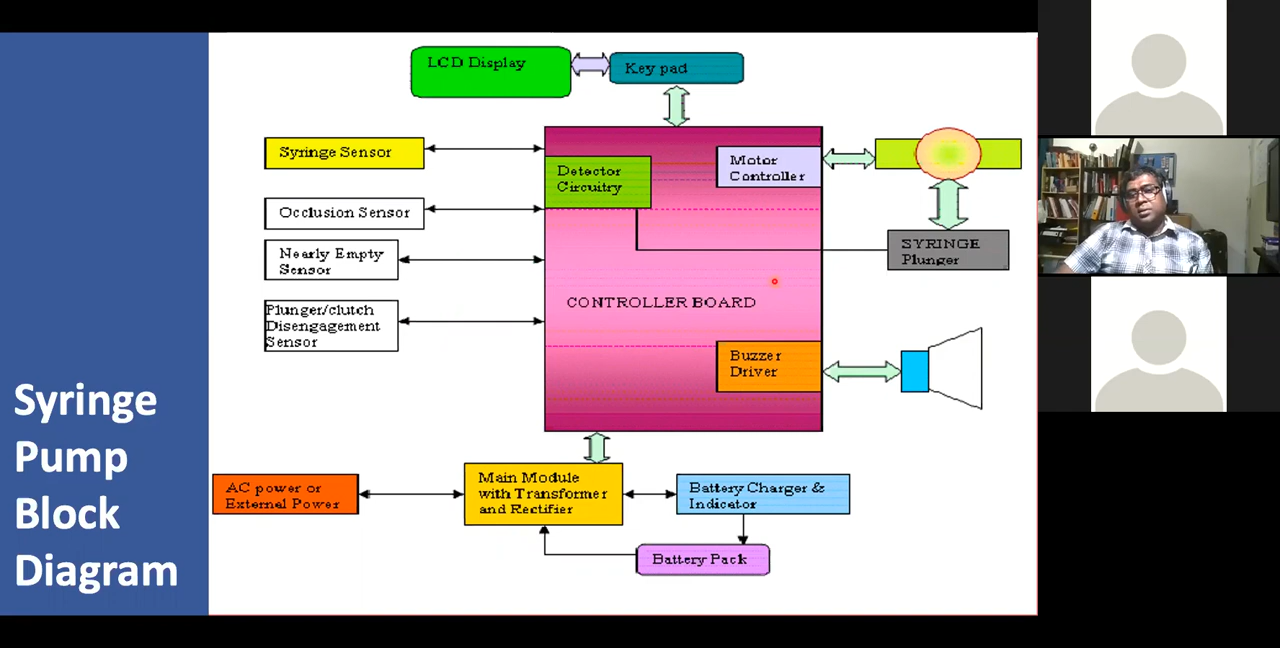 LCD Display
Key pad
Syringe Sensor
Detector
Circuitry
Motor
Controller
Occlusion Sensor
Nearly Empty
Sensor
SYRINGE
Plunger
CONTROLLER BOARD
Plunger/clutch
Disengagement
Sensor
Buzzer
Driver
Syringe
Pump
Block
Diagram
AC power or
External Power
Main Module
with Transformer
and Rectifier
Battery Charger &
Indicator
Battery Pack